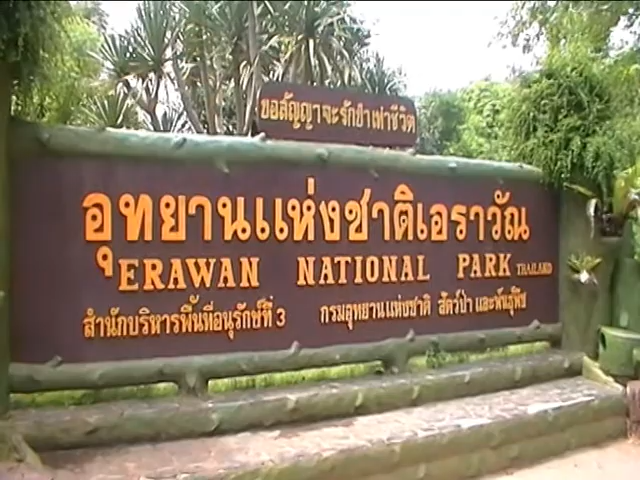 ขอสัญญาจะรักป่าเท่าชีวิต
อุทยานแห่งชาติเอราวัณ
ERAWAN NATIONAL PARK THAILAND
สำนักบริหารพื้นที่อนุรักษ์ที่ 3 กรมอุทยานแห่งชาติ สัตว์ป่า และพันธุ์พืช